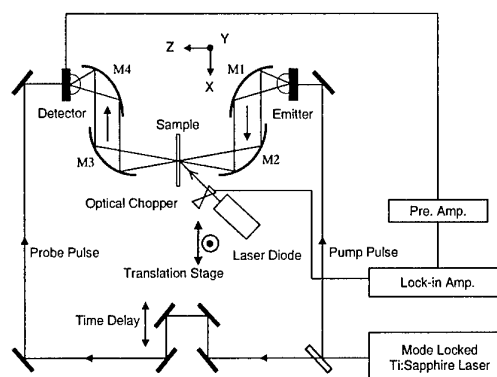 Z
Y
X
M4
M1
Detector
Emitter
Sample
M3
M2
Optical Chopper
Pre. Amp.
Laser Diode
Probe Pulse
Pump Pulse
Translation Stage
Lock-in Amp.
Time Delay
Mode Locked
Ti:Sapphire Laser